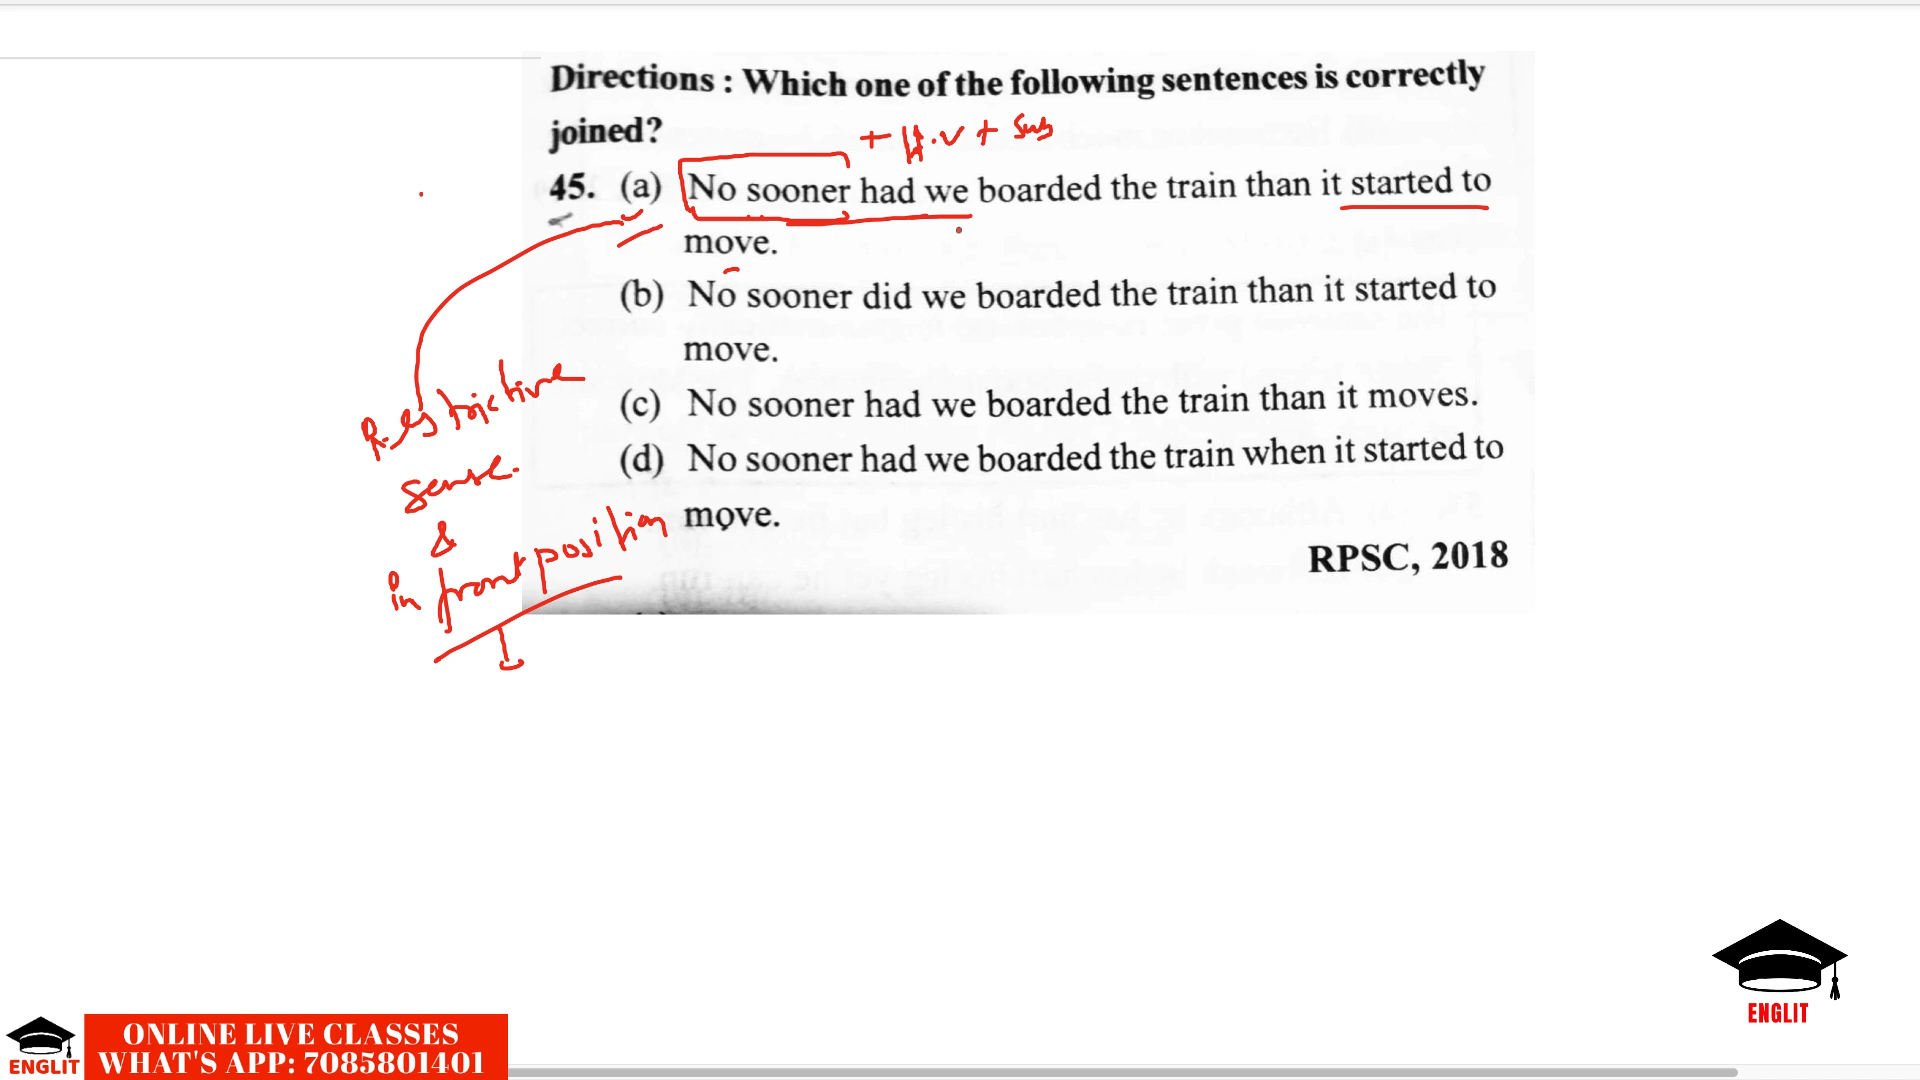 Directions : Which one of the following sentences is correctly
joined?
+ H.V + Sub
45. (a) No sooner had we boarded the train than it started to
move.
(b) No sooner did we boarded the train than it started to
move.
(c) No sooner had we boarded the train than it moves.
(d) No sooner had we boarded the train when it started to
move.
RPSC, 2018
Restrictive
sense.
&
in front position
ENGLIT
ONLINE LIVE CLASSES
WHAT'S APP: 7085801401
ENGLIT